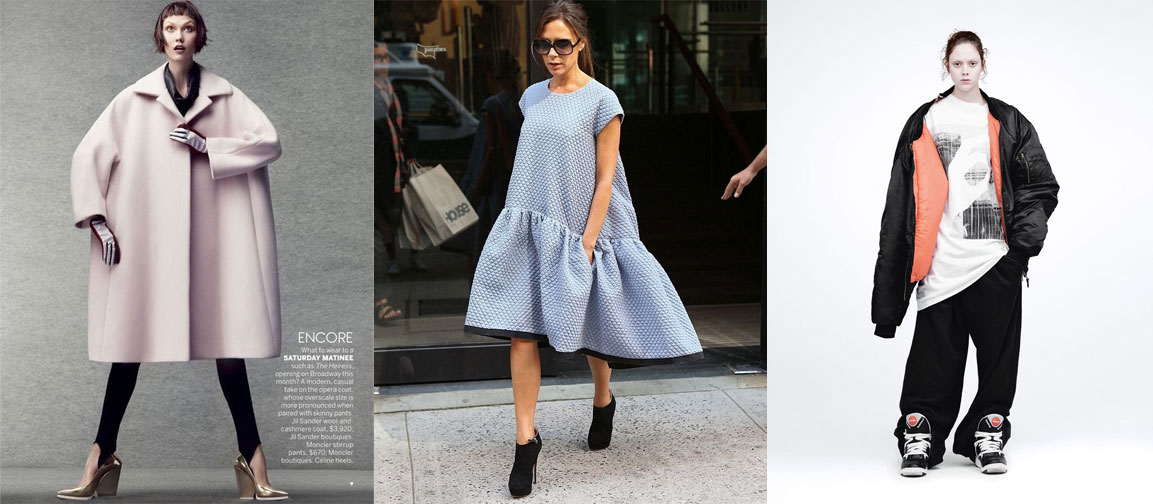 ENCORE
What to wear to a
SATURDAY MATINEE
such as The Heiress,
opening on Broadway this
month? A modern, casual
take on the opera coat,
whose overscale size is
more pronounced when
paired with skinny pants.
Jil Sander wool and
cashmere coat, $3,920;
Jil Sander boutiques.
Moncler stirrup
pants, $670; Moncler
boutiques. Céline heels.
HOUSE